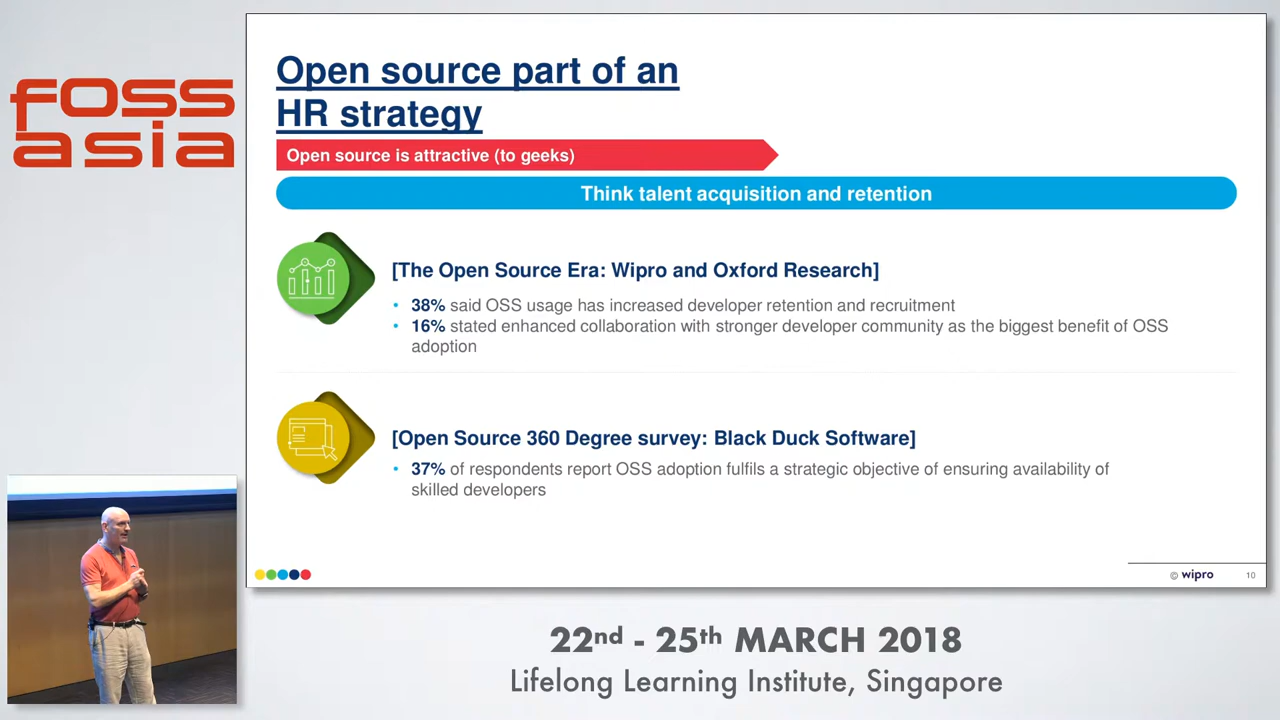 foss
asia
Open source part of an
HR strategy
Open source is attractive (to geeks)
Think talent acquisition and retention
[The Open Source Era: Wipro and Oxford Research]
• 38% said OSS usage has increased developer retention and recruitment
• 16% stated enhanced collaboration with stronger developer community as the biggest benefit of OSS
adoption
[Open Source 360 Degree survey: Black Duck Software]
• 37% of respondents report OSS adoption fulfils a strategic objective of ensuring availability of
skilled developers
© wipro 10
22nd - 25th MARCH 2018
Lifelong Learning Institute, Singapore